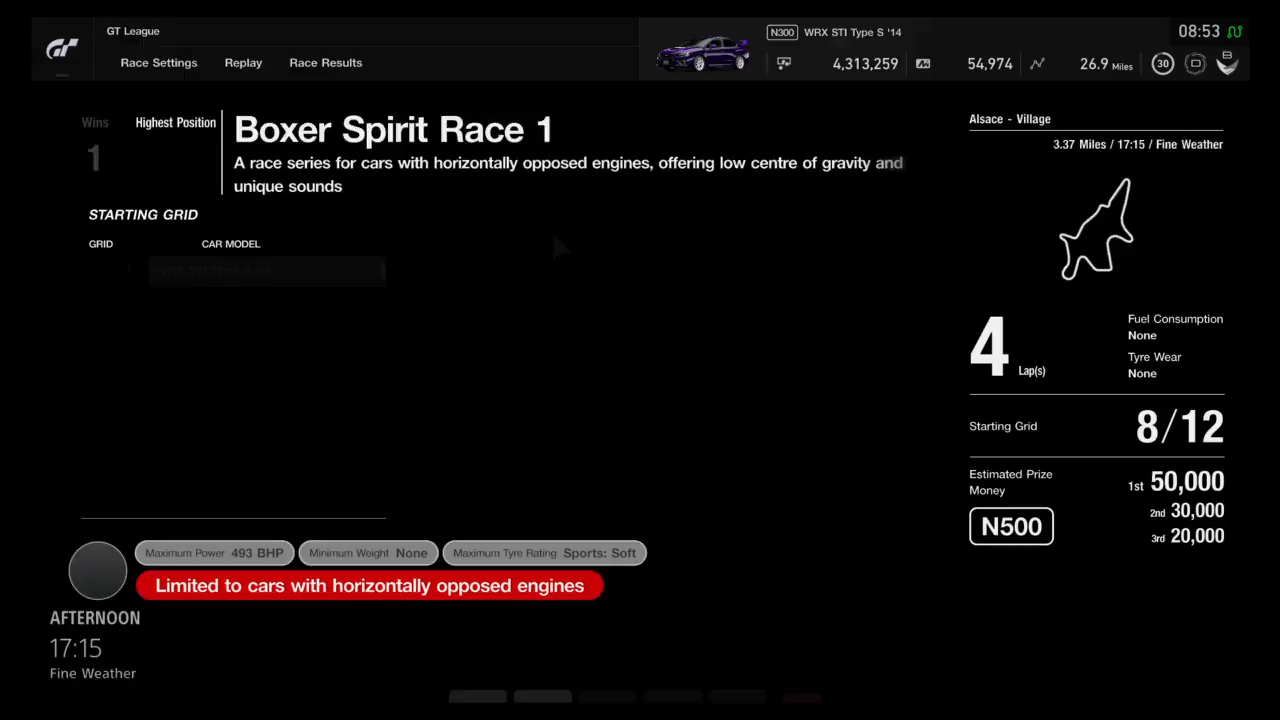 GT League
N300 WRX STI Type S '14
08:53
Race Settings Replay Race Results
4,313,259 54,974 26.9 Miles 30 D B
Wins Highest Position
1
Boxer Spirit Race 1
A race series for cars with horizontally opposed engines, offering low centre of gravity and
unique sounds
STARTING GRID
GRID CAR MODEL
Alsace - Village
3.37 Miles / 17:15 / Fine Weather
4 Lap(s)
Fuel Consumption
None
Tyre Wear
None
Starting Grid 8/12
Estimated Prize
Money
N500
1st 50,000
2nd 30,000
3rd 20,000
Maximum Power 493 BHP Minimum Weight None Maximum Tyre Rating Sports: Soft
Limited to cars with horizontally opposed engines
AFTERNOON
17:15
Fine Weather